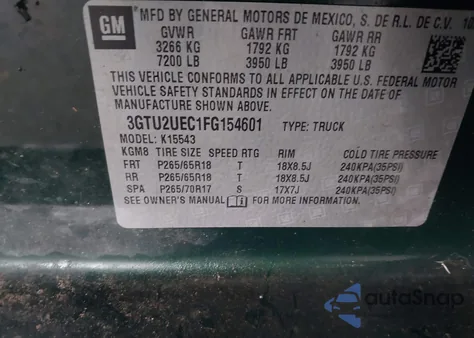 GM
MFD BY GENERAL MOTORS DE MEXICO, S. DE R.L. DE C.V.
GVWR GAWR FRT GAWR RR
3266 KG 1792 KG 1792 KG
7200 LB 3950 LB 3950 LB
THIS VEHICLE CONFORMS TO ALL APPLICABLE U.S. FEDERAL MOTOR
VEHICLE SAFETY STANDARDS IN EFFECT ON THE DATE OF
MANUFACTURE SHOWN ABOVE.
3GTU2UEC1FG154601 TYPE: TRUCK
MODEL: K15543
KGM8 TIRE SIZE SPEED RTG RIM COLD TIRE PRESSURE
FRT P265/65R18 T 18X8.5J 240KPA(35PSI)
RR P265/65R18 T 18X8.5J 240KPA(35PSI)
SPA P265/70R17 S 17X7J 240KPA(35PSI)
SEE OWNER'S MANUAL FOR MORE INFORMATION.
autoSnap